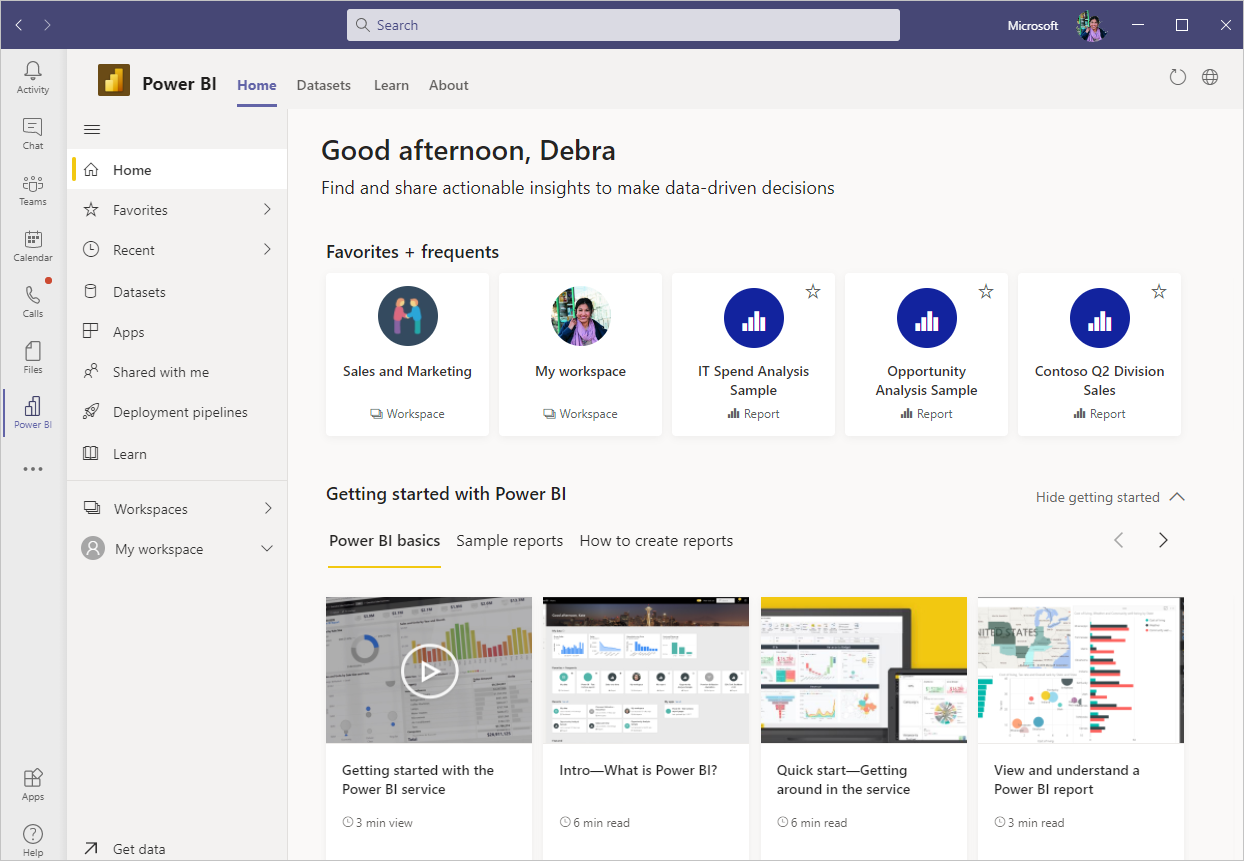 Search
Microsoft
Activity
Chat
Teams
Calendar
Calls
Files
Power BI
Apps
Help
Power BI
Home
Datasets
Learn
About
Home
Favorites
Recent
Datasets
Apps
Shared with me
Deployment pipelines
Learn
Workspaces
My workspace
Get data
Good afternoon, Debra
Find and share actionable insights to make data-driven decisions
Favorites + frequents
Sales and Marketing
Workspace
My workspace
Workspace
IT Spend Analysis
Sample
Report
Opportunity
Analysis Sample
Report
Contoso Q2 Division
Sales
Report
Getting started with Power BI
Hide getting started
Power BI basics
Sample reports
How to create reports
UNITED STATES
Getting started with the
Power BI service
3 min view
Intro—What is Power BI?
6 min read
Quick start—Getting
around in the service
6 min read
View and understand a
Power BI report
3 min read